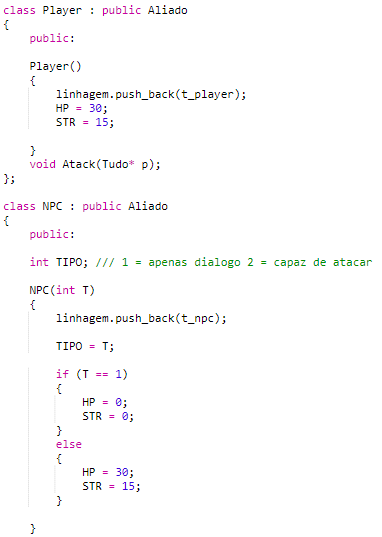 class Player : public Aliado
{
    public:

    Player()
    {
        linhagem.push_back(t_player);
        HP = 30;
        STR = 15;

    }
    void Atack(Tudo* p);
};

class NPC : public Aliado
{
    public:

    int TIPO; /// 1 = apenas dialogo 2 = capaz de atacar

    NPC(int T)
    {
        linhagem.push_back(t_npc);

        TIPO = T;

        if (T == 1)
        {
            HP = 0;
            STR = 0;
        }
        else
        {
            HP = 30;
            STR = 15;
        }

    }